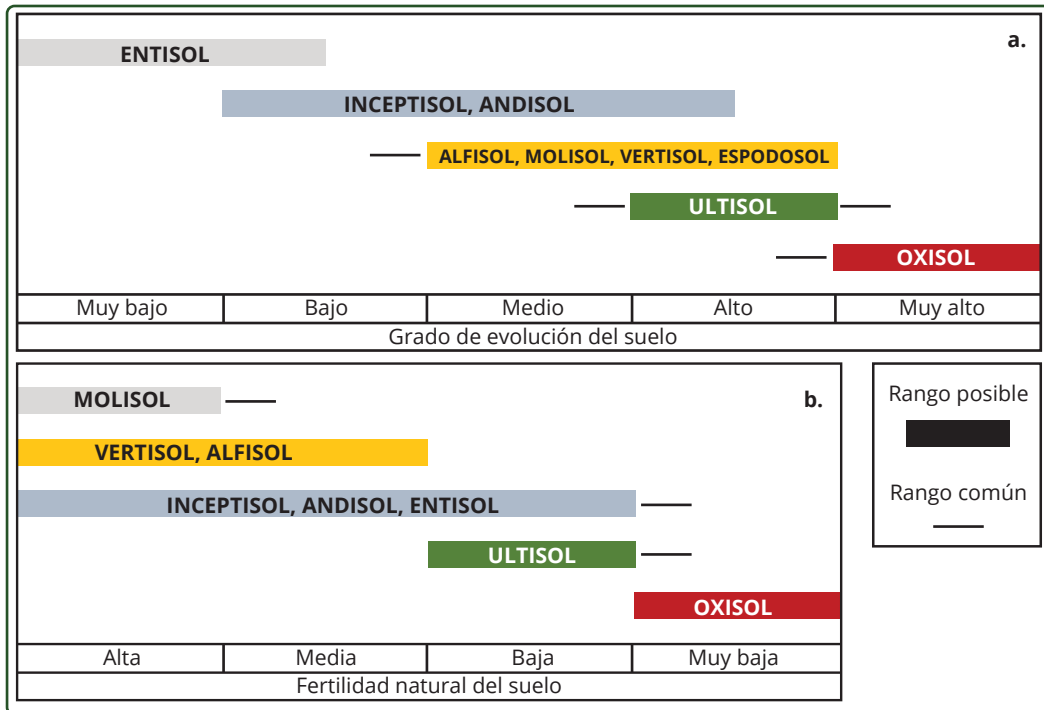 a.
ENTISOL
INCEPTISOL, ANDISOL
ALFISOL, MOLISOL, VERTISOL, ESPODOSOL
ULTISOL
OXISOL
Muy bajo Bajo Medio Alto Muy alto
Grado de evolución del suelo
b.
MOLISOL
VERTISOL, ALFISOL
INCEPTISOL, ANDISOL, ENTISOL
ULTISOL
OXISOL
Alta Media Baja Muy baja
Fertilidad natural del suelo
Rango posible
Rango común